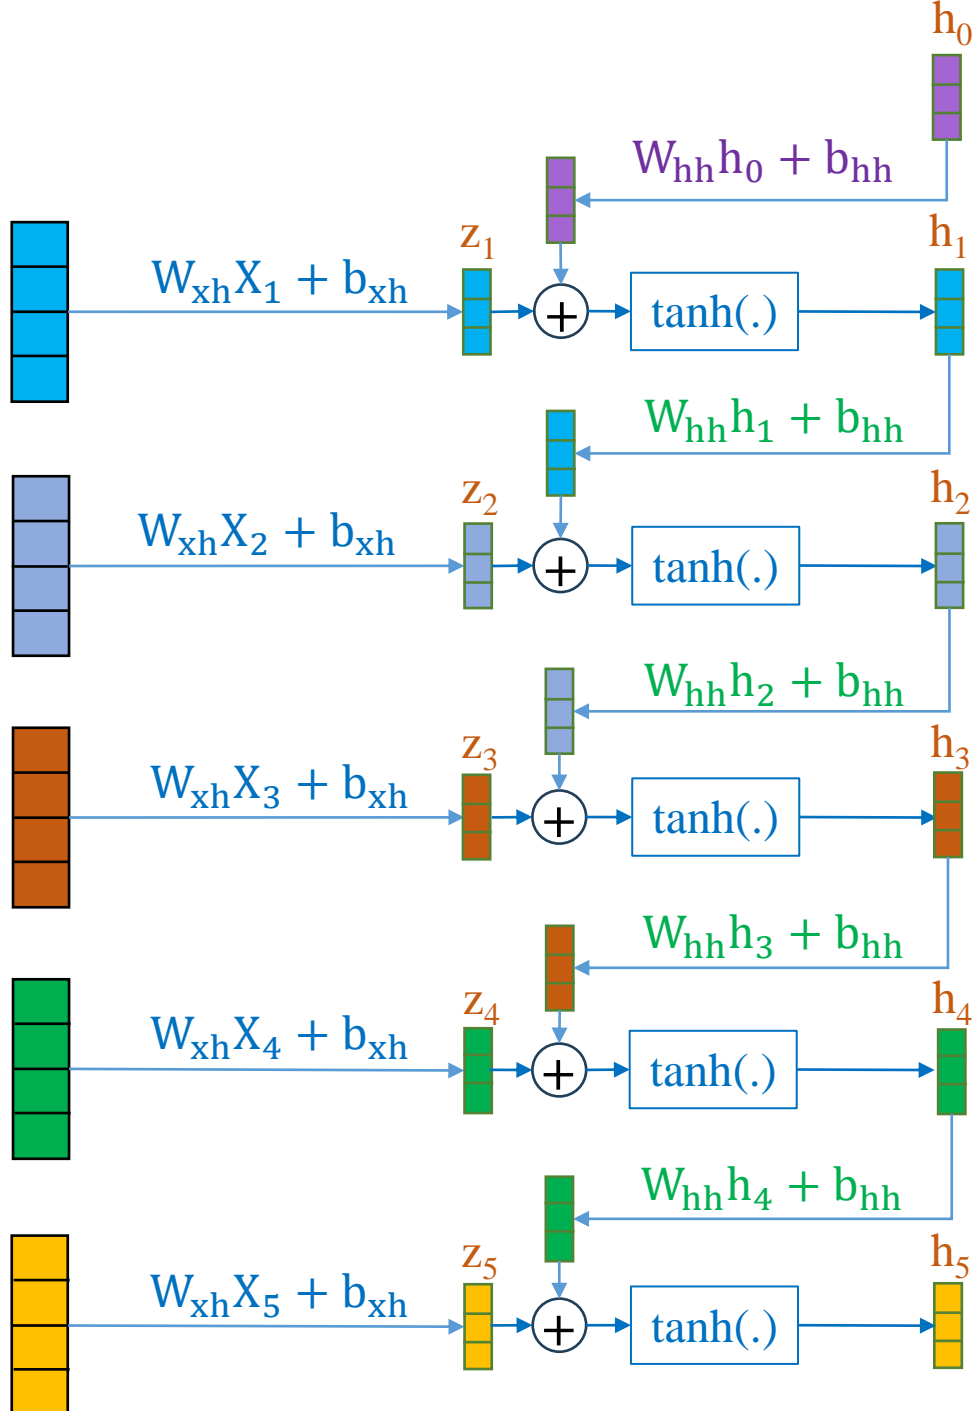 h₀
Wₕₕh₀ + bₕₕ
z₁ h₁
WₓₕX₁ + bₓₕ + tanh(.)
Wₕₕh₁ + bₕₕ
z₂ h₂
WₓₕX₂ + bₓₕ + tanh(.)
Wₕₕh₂ + bₕₕ
z₃ h₃
WₓₕX₃ + bₓₕ + tanh(.)
Wₕₕh₃ + bₕₕ
z₄ h₄
WₓₕX₄ + bₓₕ + tanh(.)
Wₕₕh₄ + bₕₕ
z₅ h₅
WₓₕX₅ + bₓₕ + tanh(.)